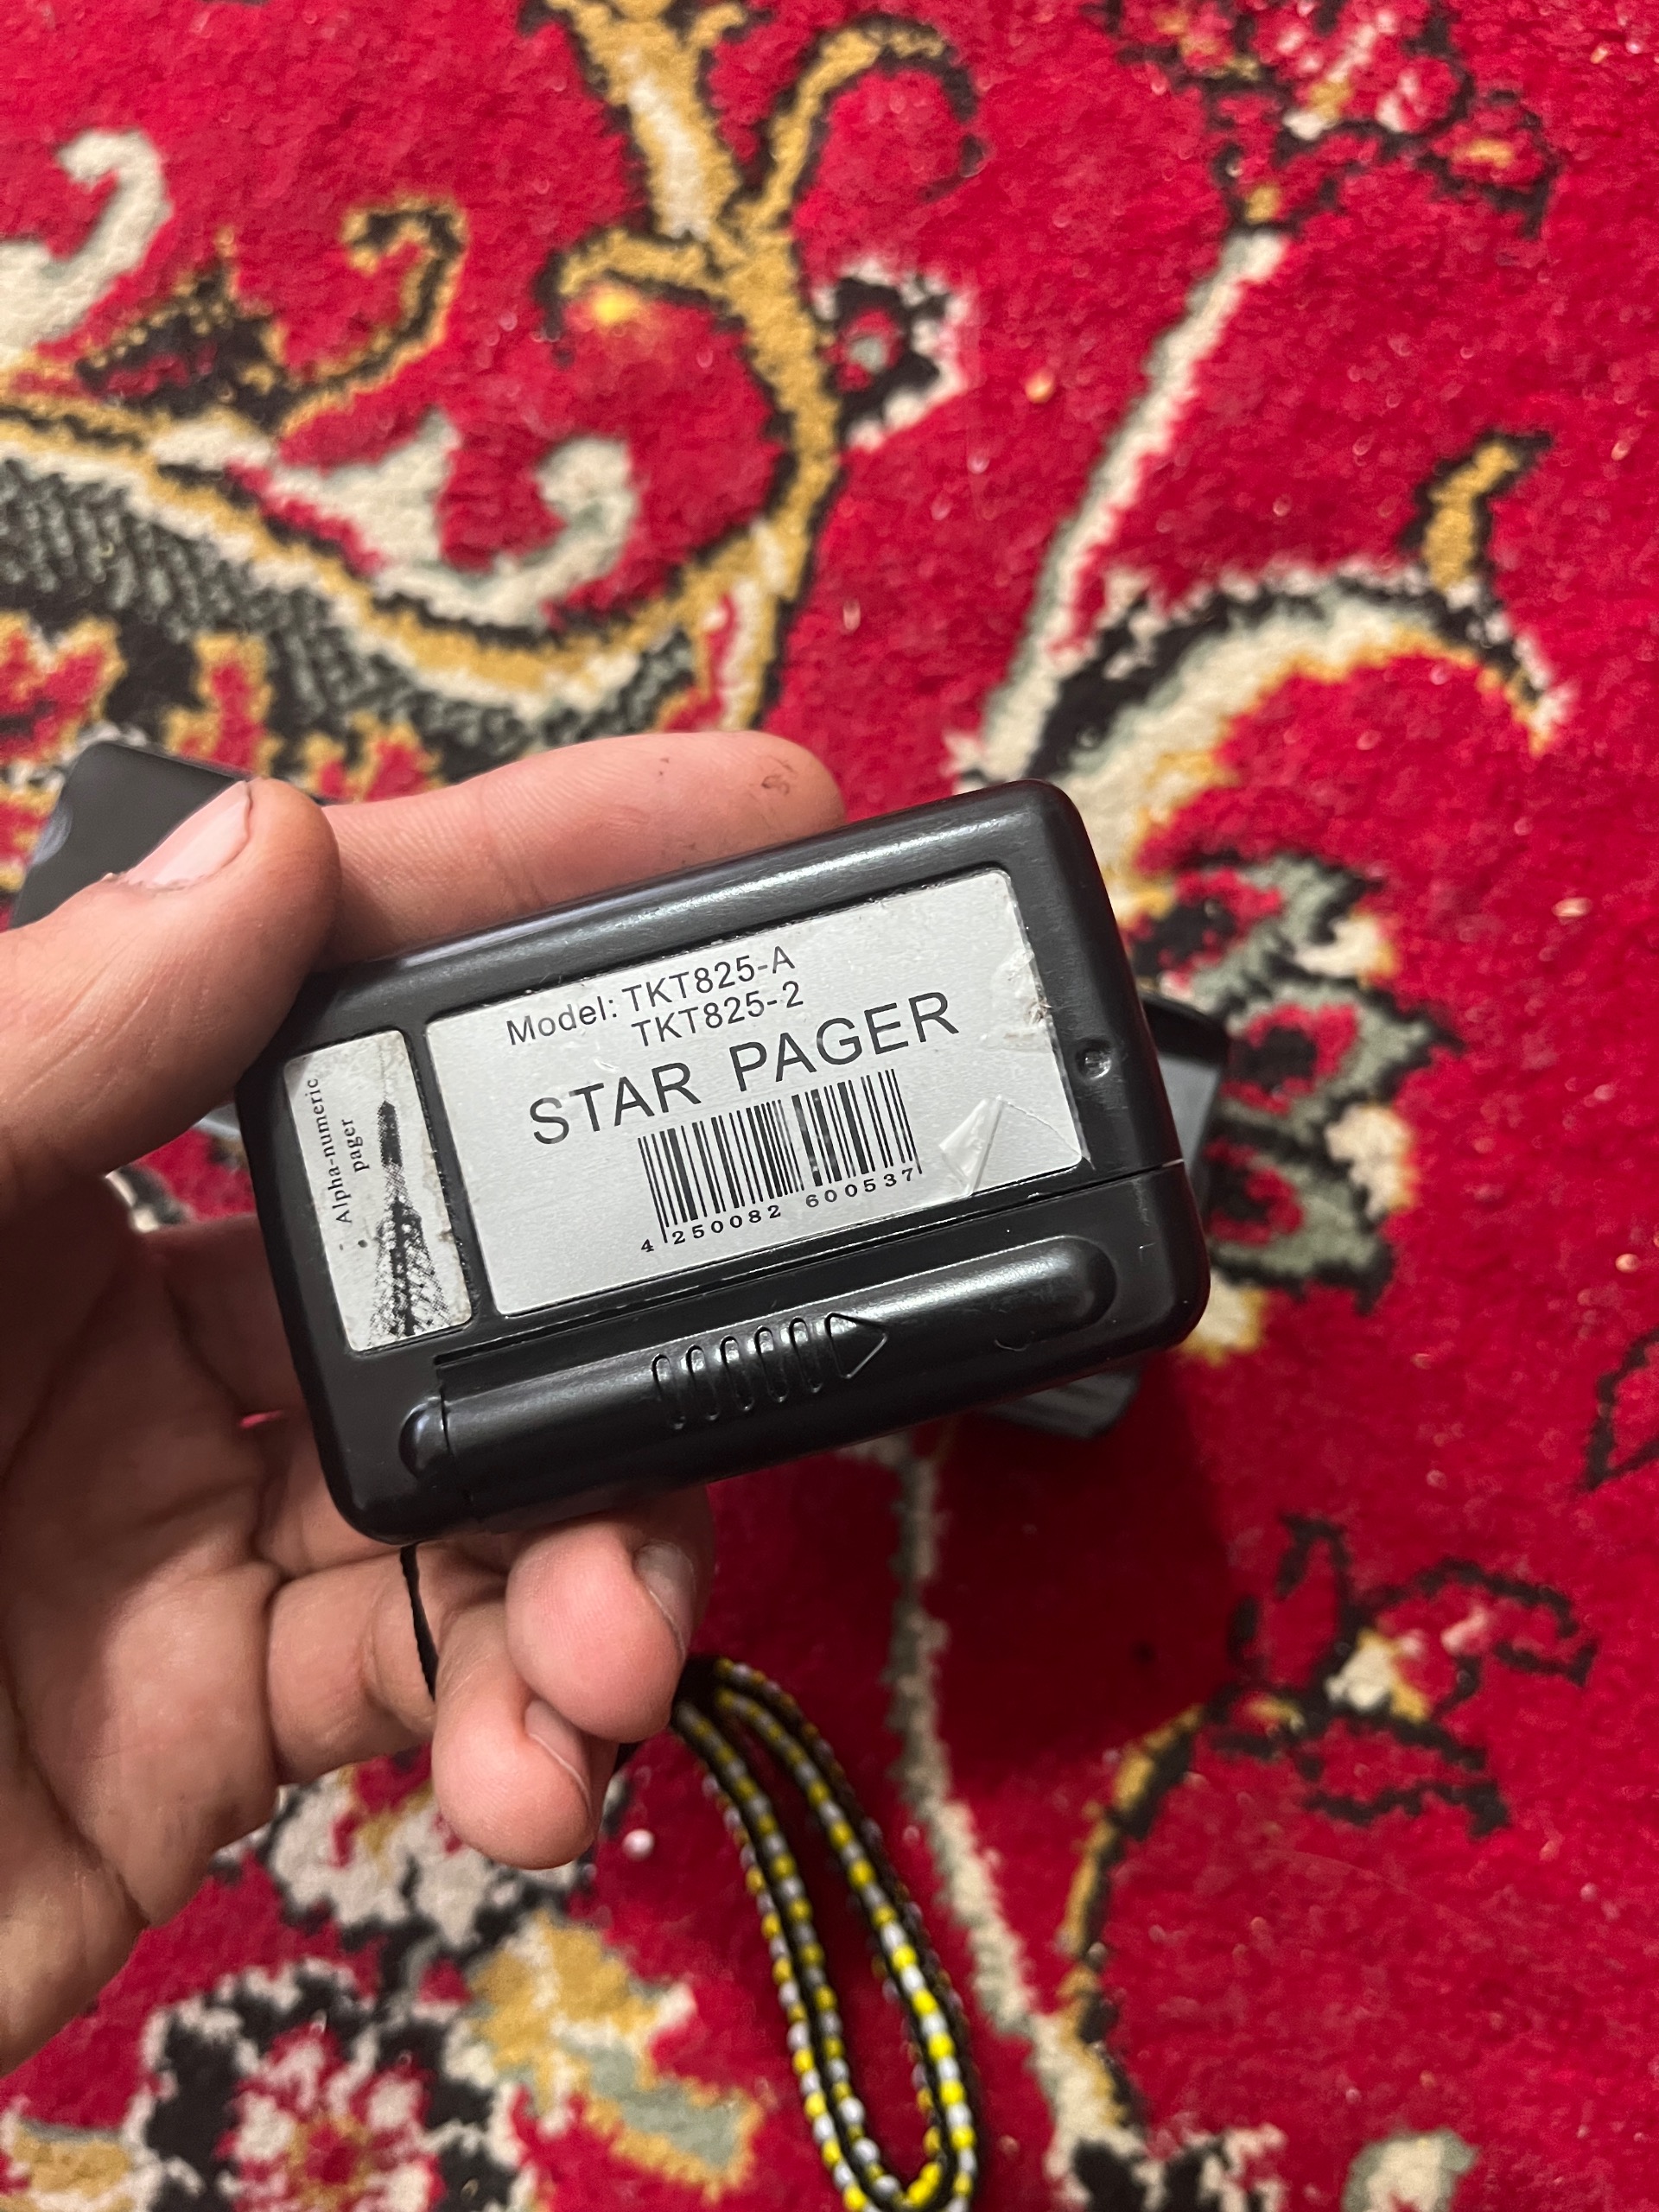 Model: TKT825-A
TKT825-2
STAR PAGER
4 250082 600537
Alpha-numeric
pager